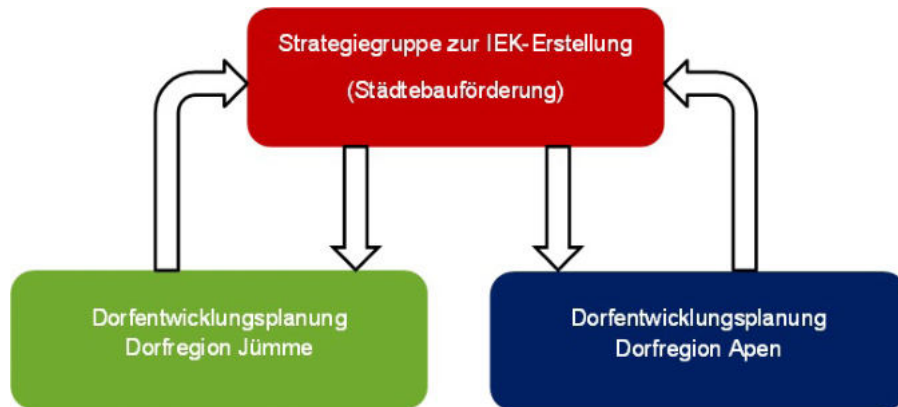 Strategiegruppe zur IEK-Erstellung
(Städtebauförderung)
Dorfentwicklungsplanung
Dorfregion Jümme
Dorfentwicklungsplanung
Dorfregion Apen